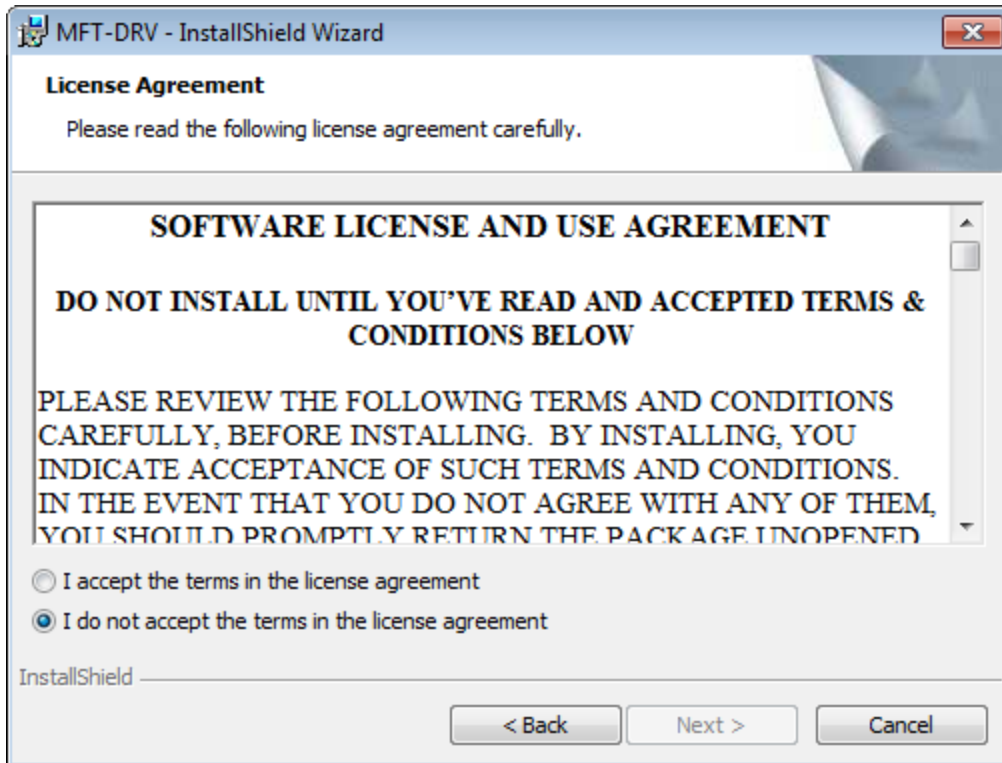 MFT-DRV - InstallShield Wizard
License Agreement
Please read the following license agreement carefully.
SOFTWARE LICENSE AND USE AGREEMENT
DO NOT INSTALL UNTIL YOU’VE READ AND ACCEPTED TERMS &
CONDITIONS BELOW
PLEASE REVIEW THE FOLLOWING TERMS AND CONDITIONS
CAREFULLY, BEFORE INSTALLING.  BY INSTALLING, YOU
INDICATE ACCEPTANCE OF SUCH TERMS AND CONDITIONS.
IN THE EVENT THAT YOU DO NOT AGREE WITH ANY OF THEM,
YOU SHOULD PROMPTLY RETURN THE PACKAGE UNOPENED
I accept the terms in the license agreement
I do not accept the terms in the license agreement
InstallShield
< Back Next > Cancel